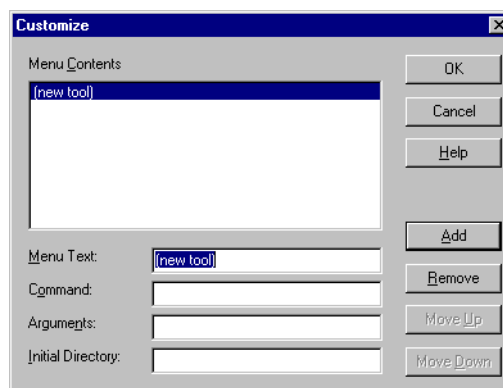 Customize
Menu Contents
(new tool)
OK
Cancel
Help
Add
Menu Text: (new tool)
Remove
Command:
Arguments:
Move Up
Initial Directory:
Move Down